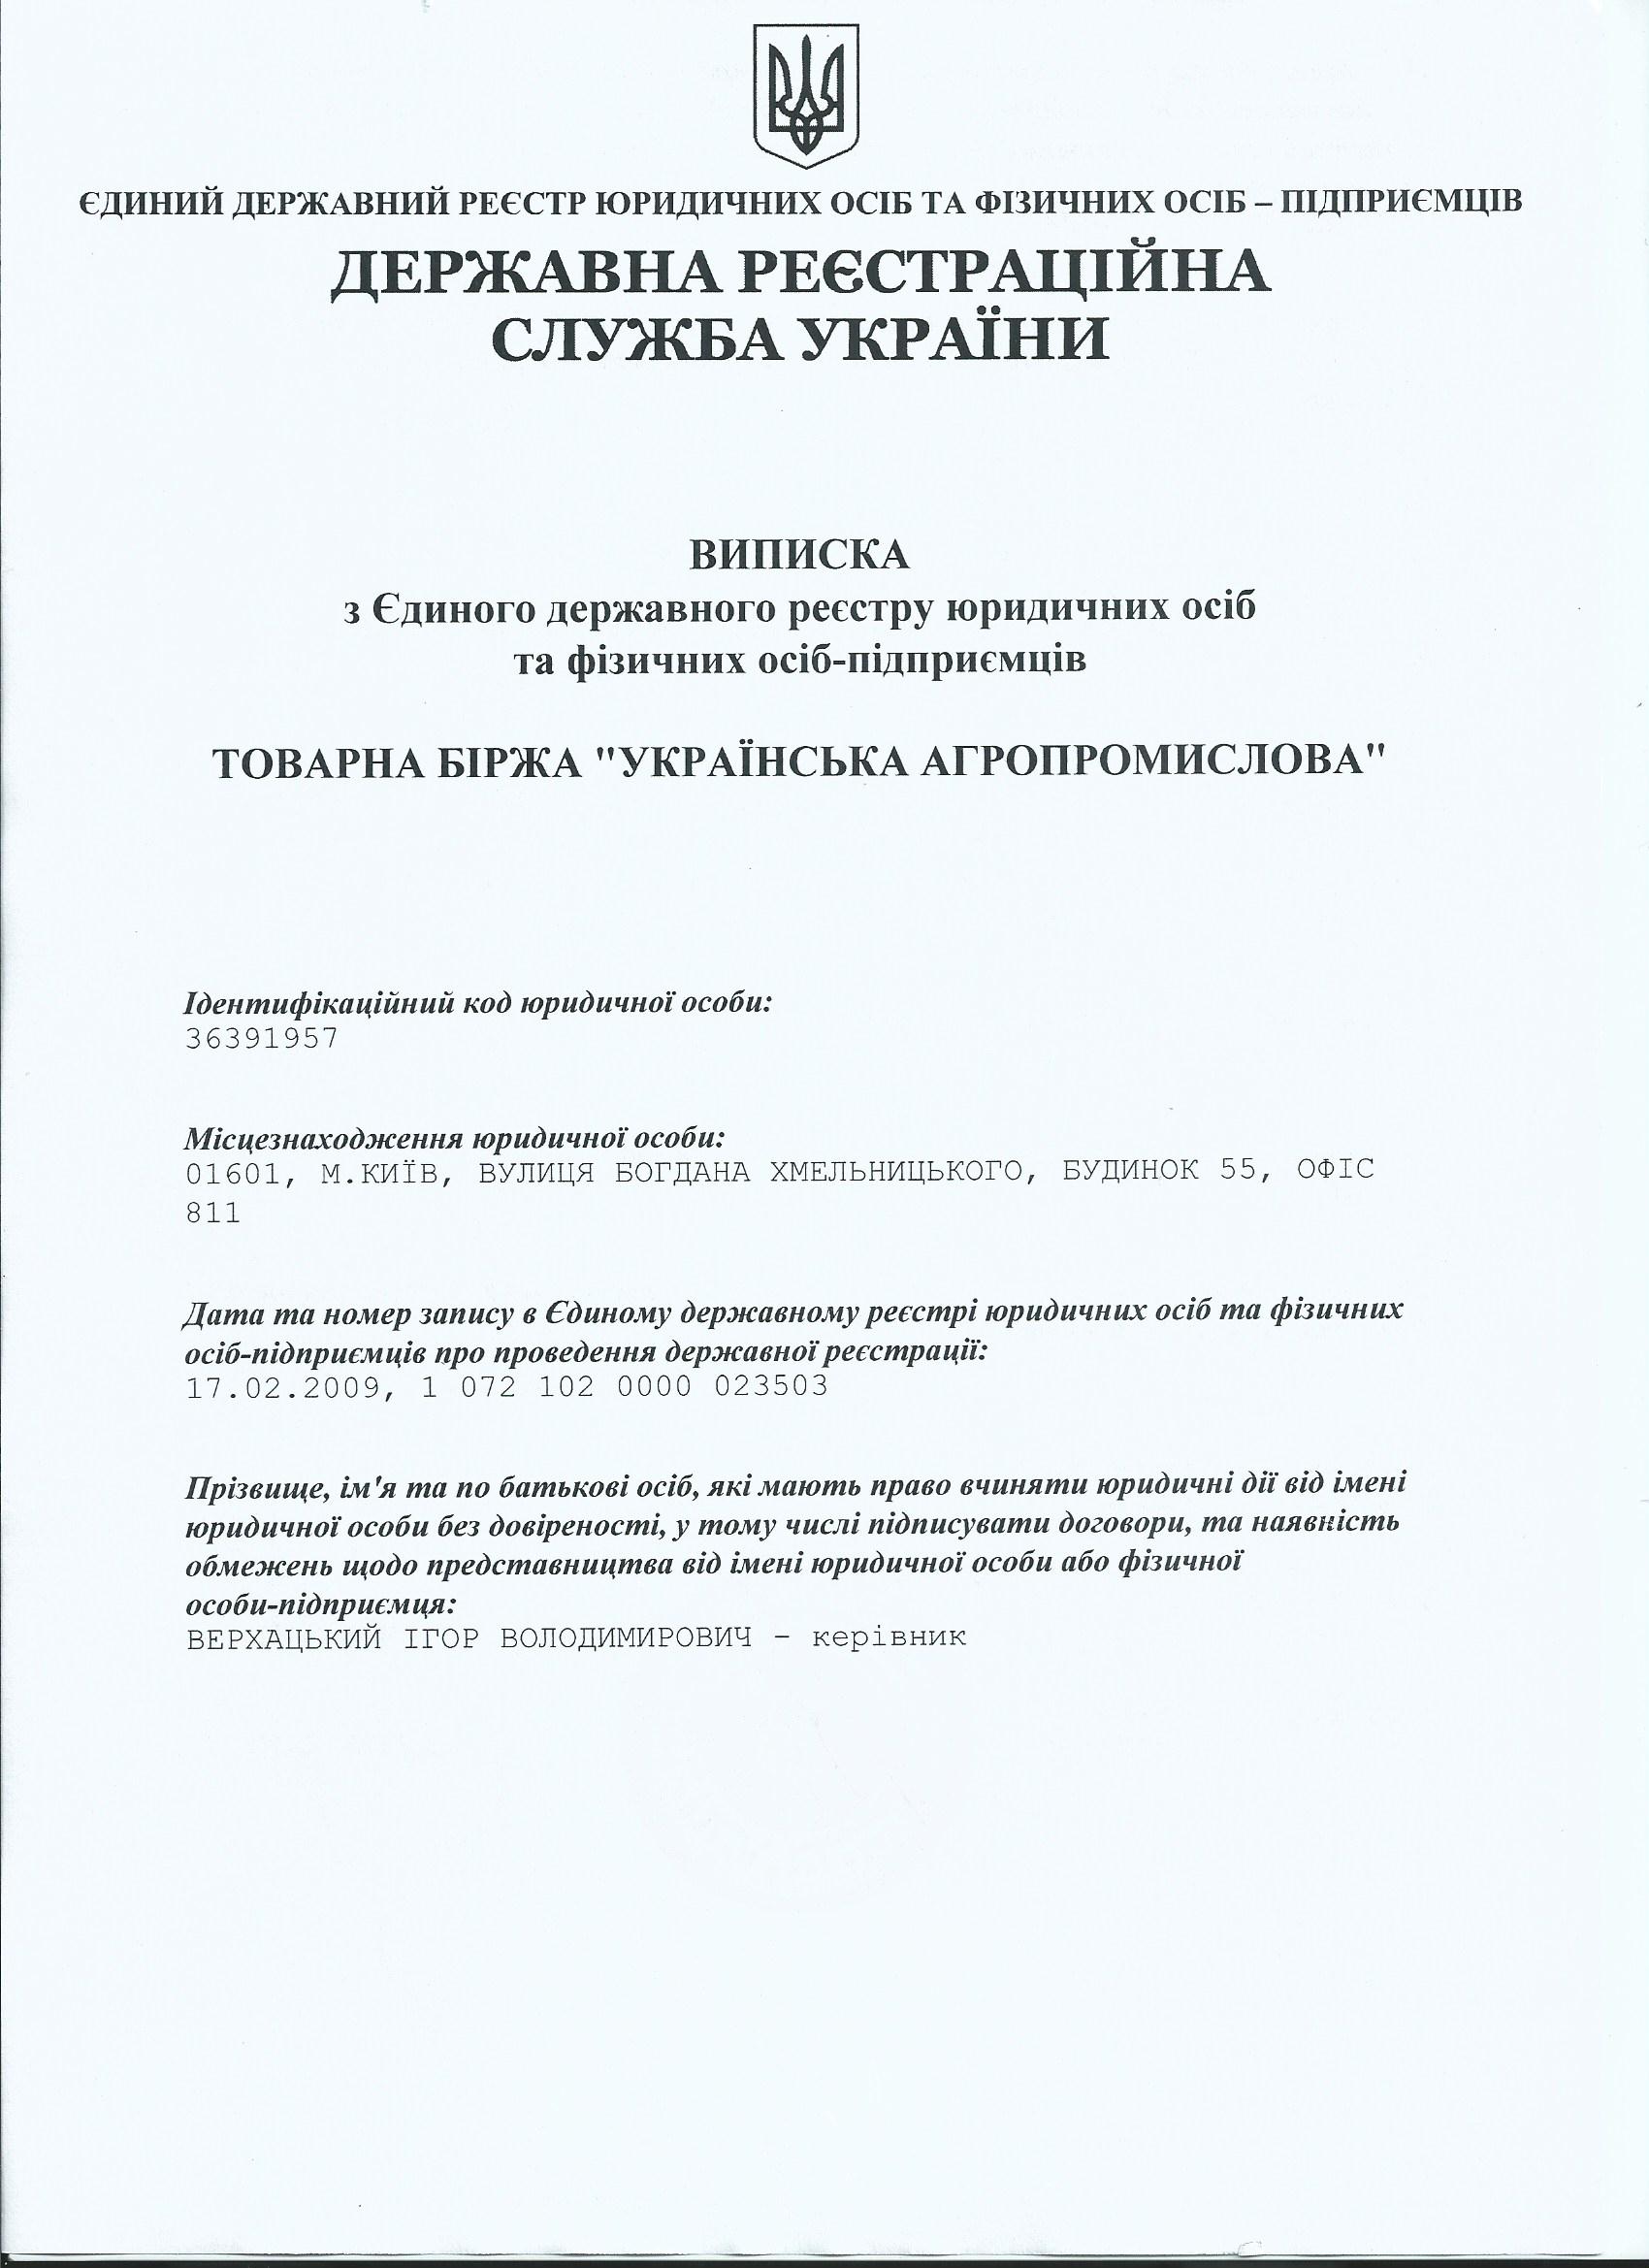 ЄДИНИЙ ДЕРЖАВНИЙ РЕЄСТР ЮРИДИЧНИХ ОСІБ ТА ФІЗИЧНИХ ОСІБ – ПІДПРИЄМЦІВ
ДЕРЖАВНА РЕЄСТРАЦІЙНА
СЛУЖБА УКРАЇНИ
ВИПИСКА
з Єдиного державного реєстру юридичних осіб
та фізичних осіб-підприємців
ТОВАРНА БІРЖА "УКРАЇНСЬКА АГРОПРОМИСЛОВА"
Ідентифікаційний код юридичної особи:
36391957
Місцезнаходження юридичної особи:
01601, М.КИЇВ, ВУЛИЦЯ БОГДАНА ХМЕЛЬНИЦЬКОГО, БУДИНОК 55, ОФІС
811
Дата та номер запису в Єдиному державному реєстрі юридичних осіб та фізичних
осіб-підприємців про проведення державної реєстрації:
17.02.2009, 1 072 102 0000 023503
Прізвище, ім'я та по батькові осіб, які мають право вчиняти юридичні дії від імені
юридичної особи без довіреності, у тому числі підписувати договори, та наявність
обмежень щодо представництва від імені юридичної особи або фізичної
особи-підприємця:
ВЕРХАЦЬКИЙ ІГОР ВОЛОДИМИРОВИЧ – керівник